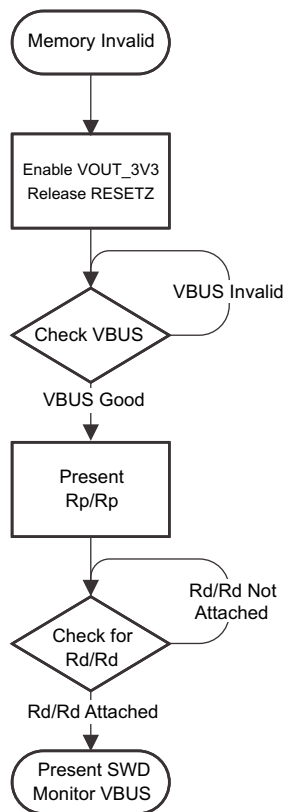 Memory Invalid
Enable VOUT_3V3
Release RESETZ
VBUS Invalid
Check VBUS
VBUS Good
Present
Rp/Rp
Rd/Rd Not
Attached
Check for
Rd/Rd
Rd/Rd Attached
Present SWD
Monitor VBUS